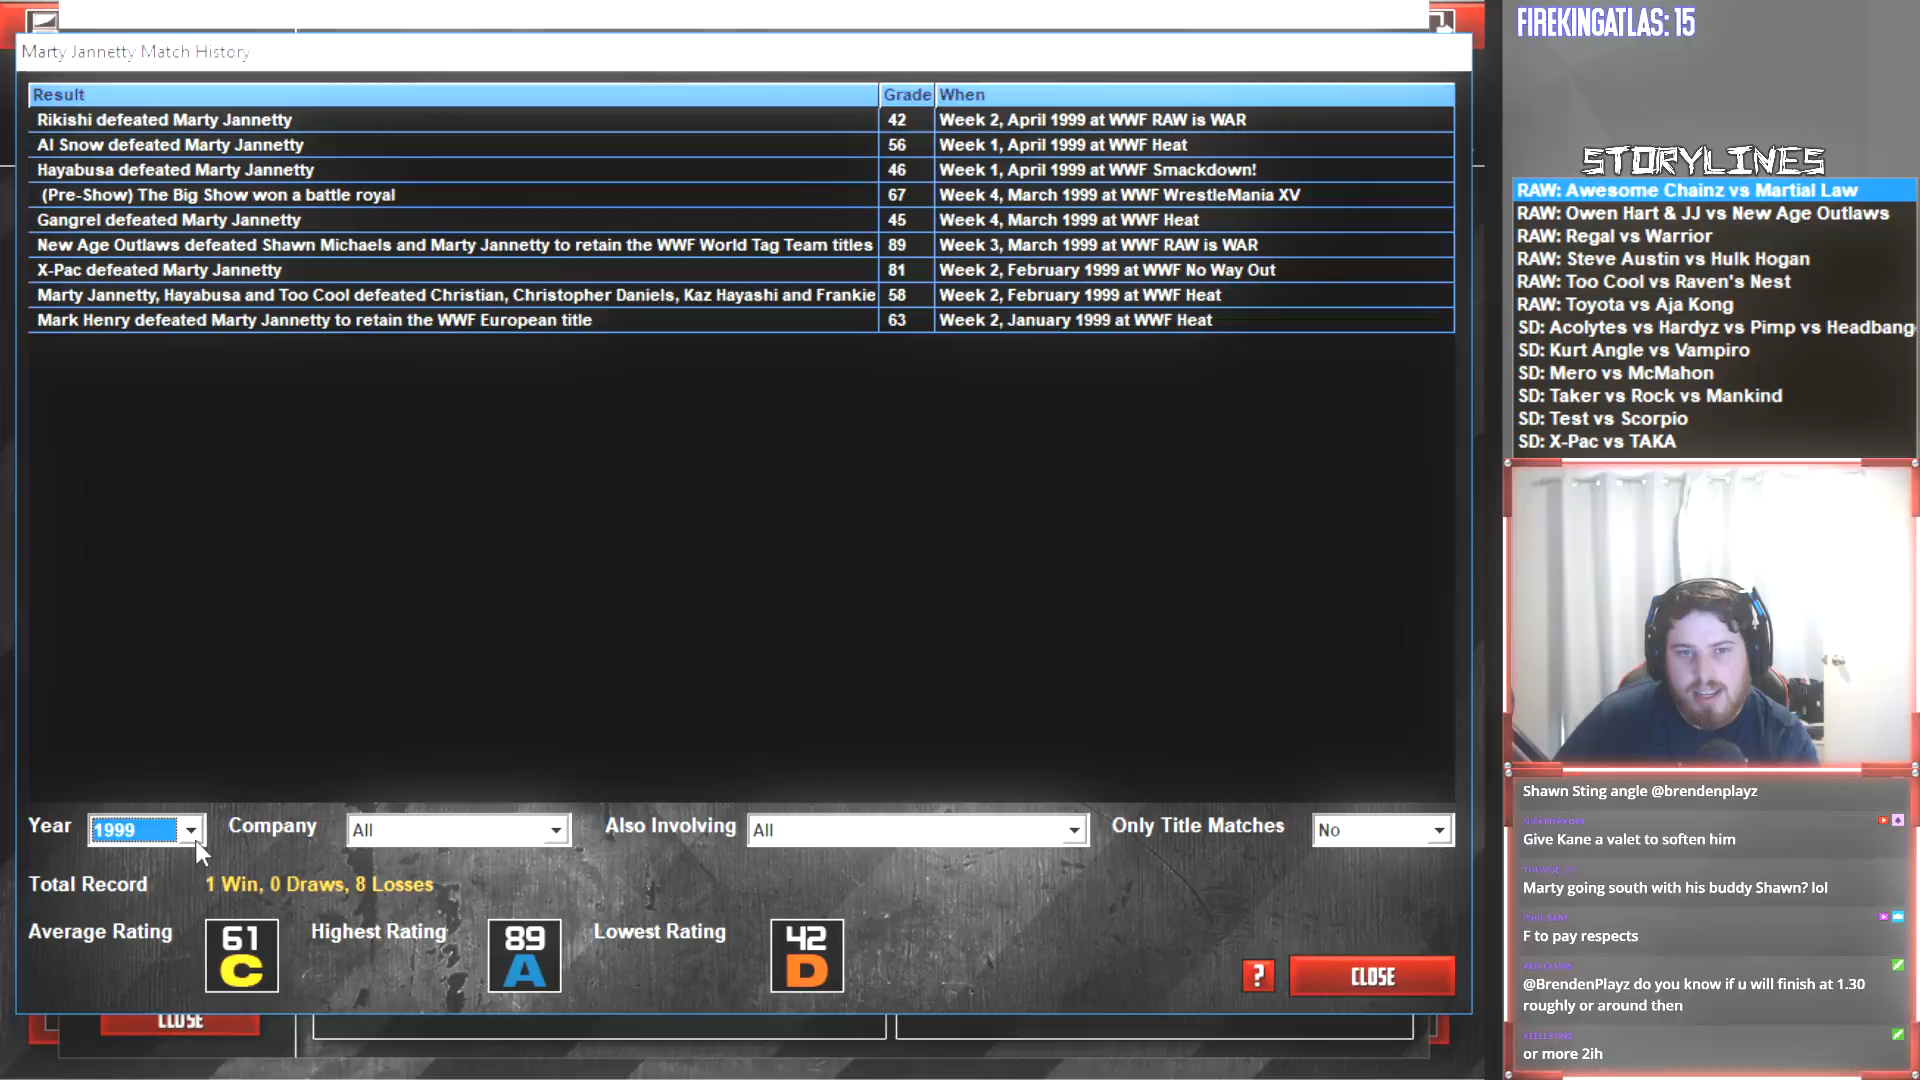 FIREKINGATLAS: 15
Marty Jannetty Match History
Result Grade When
Rikishi defeated Marty Jannetty 42 Week 2, April 1999 at WWF RAW is WAR
Al Snow defeated Marty Jannetty 56 Week 1, April 1999 at WWF Heat
Hayabusa defeated Marty Jannetty 46 Week 1, April 1999 at WWF Smackdown!
(Pre-Show) The Big Show won a battle royal 67 Week 4, March 1999 at WWF WrestleMania XV
Gangrel defeated Marty Jannetty 45 Week 4, March 1999 at WWF Heat
New Age Outlaws defeated Shawn Michaels and Marty Jannetty to retain the WWF World Tag Team titles 89 Week 3, March 1999 at WWF RAW is WAR
X-Pac defeated Marty Jannetty 81 Week 2, February 1999 at WWF No Way Out
Marty Jannetty, Hayabusa and Too Cool defeated Christian, Christopher Daniels, Kaz Hayashi and Frankie 58 Week 2, February 1999 at WWF Heat
Mark Henry defeated Marty Jannetty to retain the WWF European title 63 Week 2, January 1999 at WWF Heat
Year 1999 Company All Also Involving All Only Title Matches No
Total Record 1 Win, 0 Draws, 8 Losses
Average Rating 61 C Highest Rating 89 A Lowest Rating 42 D
? CLOSE
CLOSE
STORYLINES
RAW: Awesome Chainz vs Martial Law
RAW: Owen Hart & JJ vs New Age Outlaws
RAW: Regal vs Warrior
RAW: Steve Austin vs Hulk Hogan
RAW: Too Cool vs Raven's Nest
RAW: Toyota vs Aja Kong
SD: Acolytes vs Hardyz vs Pimp vs Headbang
SD: Kurt Angle vs Vampiro
SD: Mero vs McMahon
SD: Taker vs Rock vs Mankind
SD: Test vs Scorpio
SD: X-Pac vs TAKA
Shawn Sting angle @brendenplayz
Give Kane a valet to soften him
Marty going south with his buddy Shawn? lol
F to pay respects
@BrendenPlayz do you know if u will finish at 1.30
roughly or around then
or more 2ih